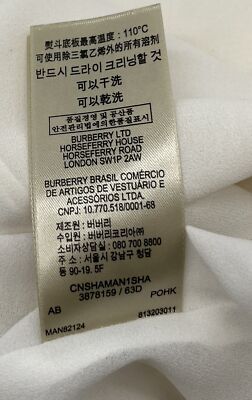 熨斗底板最高溫度:110°C
可使用除三氯乙烯外的所有溶剂
반드시 드라이 크리닝할 것
可以干洗
可以乾洗
품질경영 및 공산품
안전관리법에의한품질표시
BURBERRY LTD
HORSEFERRY HOUSE
HORSEFERRY ROAD
LONDON SW1P 2AW
BURBERRY BRASIL COMÉRCIO
DE ARTIGOS DE VESTUÁRIO E
ACESSÓRIOS LTDA.
CNPJ: 10.770.518/0001-68
제조원 : 버버리
수입원 : 버버리코리아㈜
소비자상담실 : 080 700 8800
주소 : 서울시 강남구 청담
동 90-19. 5F
CNSHAMAN1SHA
3878159 / 63D
AB
POHK
MAN82124
813203011